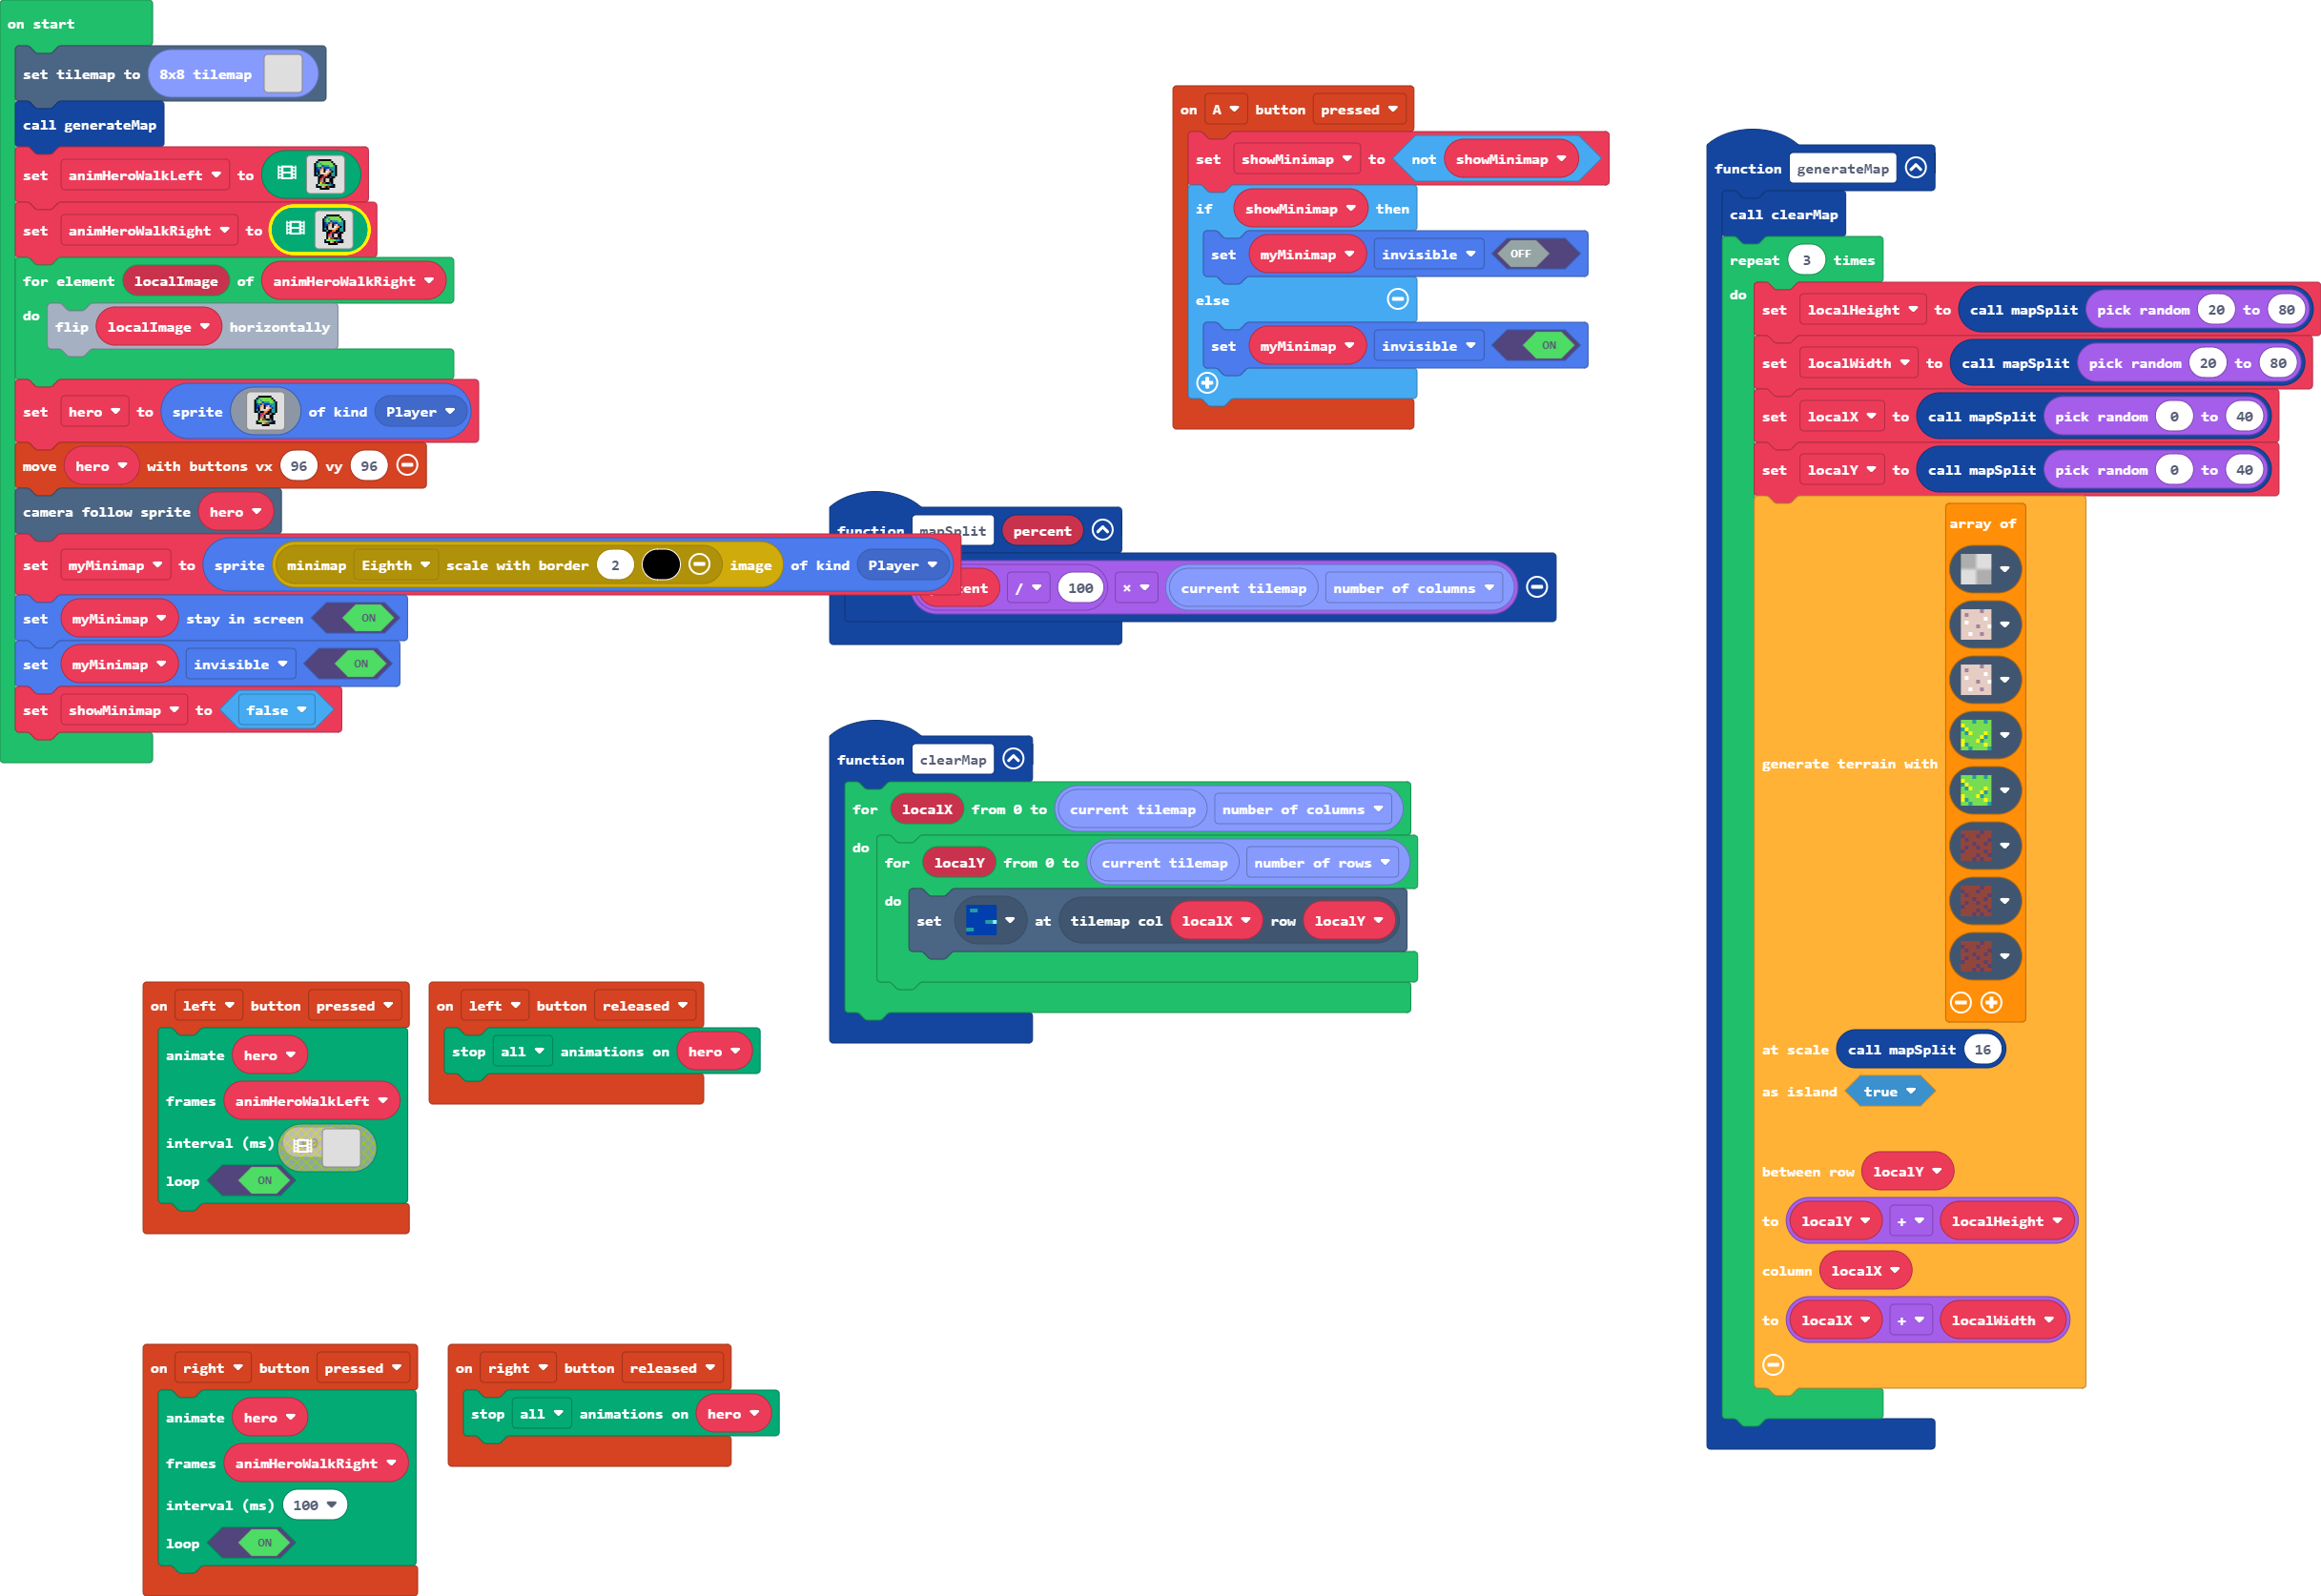 on start
set tilemap to 8x8 tilemap
call generateMap
set animHeroWalkLeft to
set animHeroWalkRight to
for element localImage of animHeroWalkRight
do flip localImage horizontally
set hero to sprite of kind Player
move hero with buttons vx 96 vy 96
camera follow sprite hero
set myMinimap to sprite minimap Eighth scale with border 2 image of kind Player
set myMinimap stay in screen ON
set myMinimap invisible ON
set showMinimap to false
on left button pressed
animate hero
frames animHeroWalkLeft
interval (ms)
loop ON
on left button released
stop all animations on hero
on right button pressed
animate hero
frames animHeroWalkRight
interval (ms) 100
loop ON
on right button released
stop all animations on hero
on A button pressed
set showMinimap to not showMinimap
if showMinimap then
set myMinimap invisible OFF
else
set myMinimap invisible ON
function mapSplit percent
/ 100 × current tilemap number of columns
function clearMap
for localX from 0 to current tilemap number of columns
do for localY from 0 to current tilemap number of rows
do set at tilemap col localX row localY
function generateMap
call clearMap
repeat 3 times
do set localHeight to call mapSplit pick random 20 to 80
set localWidth to call mapSplit pick random 20 to 80
set localX to call mapSplit pick random 0 to 40
set localY to call mapSplit pick random 0 to 40
generate terrain with array of
at scale call mapSplit 16
as island true
between row localY
to localY + localHeight
column localX
to localX + localWidth